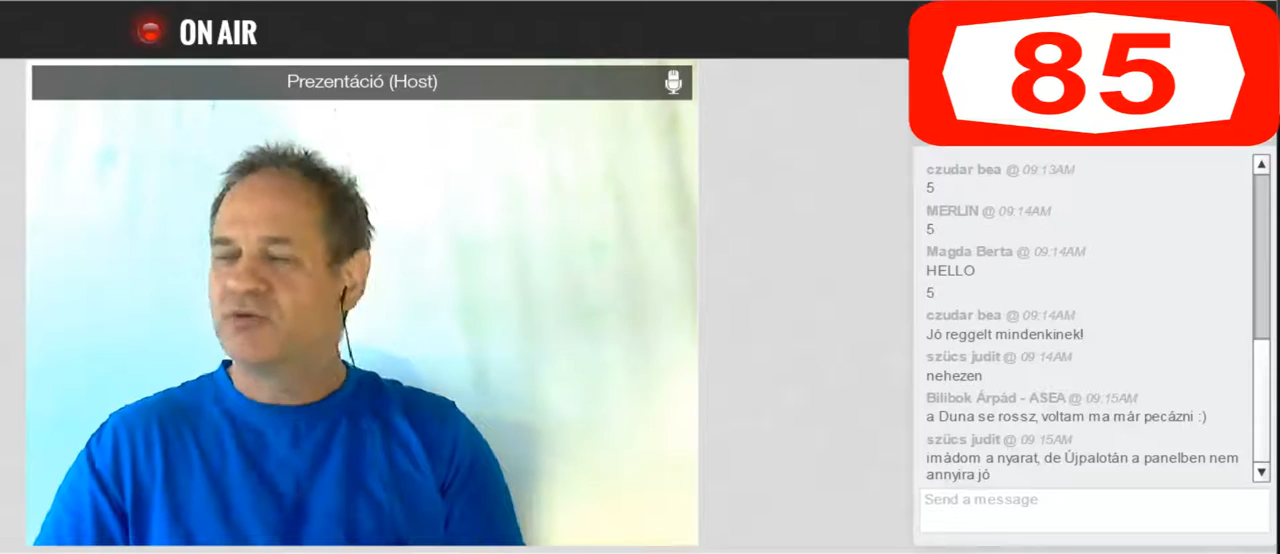 ON AIR
85
Prezentáció (Host)
czudar bea @ 09:13AM
5
MERLIN @ 09:14AM
5
Magda Berta @ 09:14AM
HELLO
5
czudar bea @ 09:14AM
Jó reggelt mindenkinek!
szücs judit @ 09:14AM
nehezen
Bilibok Árpád - ASEA @ 09:15AM
a Duna se rossz, voltam ma már pecázni :)
szücs judit @ 09:15AM
imádom a nyarat, de Újpalotán a panelben nem
annyira jó
Send a message